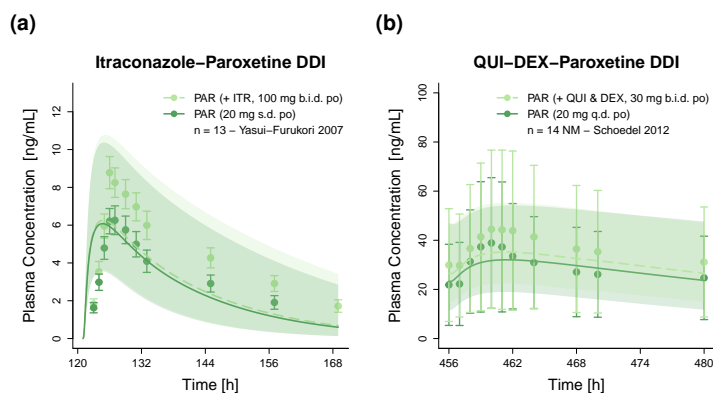 (a)
Itraconazole−Paroxetine DDI
PAR (+ ITR, 100 mg b.i.d. po)
PAR (20 mg s.d. po)
n = 13 − Yasui−Furukori 2007
Plasma Concentration [ng/mL]
12
10
8
6
4
2
0
120 132 144 156 168
Time [h]
(b)
QUI−DEX−Paroxetine DDI
PAR (+ QUI & DEX, 30 mg b.i.d. po)
PAR (20 mg q.d. po)
n = 14 NM − Schoedel 2012
Plasma Concentration [ng/mL]
100
80
60
40
20
0
456 462 468 474 480
Time [h]